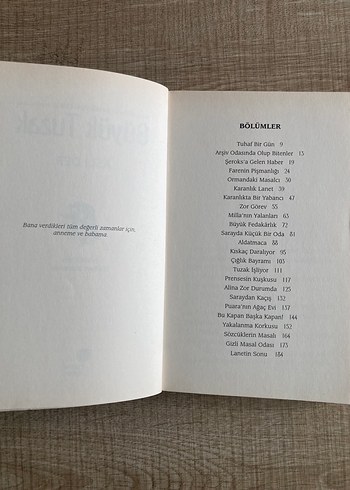 Bana verdikleri tüm değerli zamanlar için,
anneme ve babama
BÖLÜMLER
Tuhaf Bir Gün 9
Arşiv Odasında Olup Bitenler 13
Şeroks'a Gelen Haber 19
Farenin Pişmanlığı 24
Ormandaki Masalcı 30
Karanlık Lanet 39
Karanlıkta Bir Yabancı 47
Zor Görev 55
Milla'nın Yalanları 63
Büyük Fedakârlık 72
Sarayda Küçük Bir Oda 81
Aldatmaca 88
Kıskaç Daralıyor 95
Çığlık Bayramı 103
Tuzak İşliyor 111
Prensesin Kuşkusu 117
Alina Zor Durumda 125
Saraydan Kaçış 132
Puara'nın Ağaç Evi 137
Bu Kapan Başka Kapan! 144
Yakalanma Korkusu 152
Sözcüklerin Masalı 164
Gizli Masal Odası 173
Lanetin Sonu 184